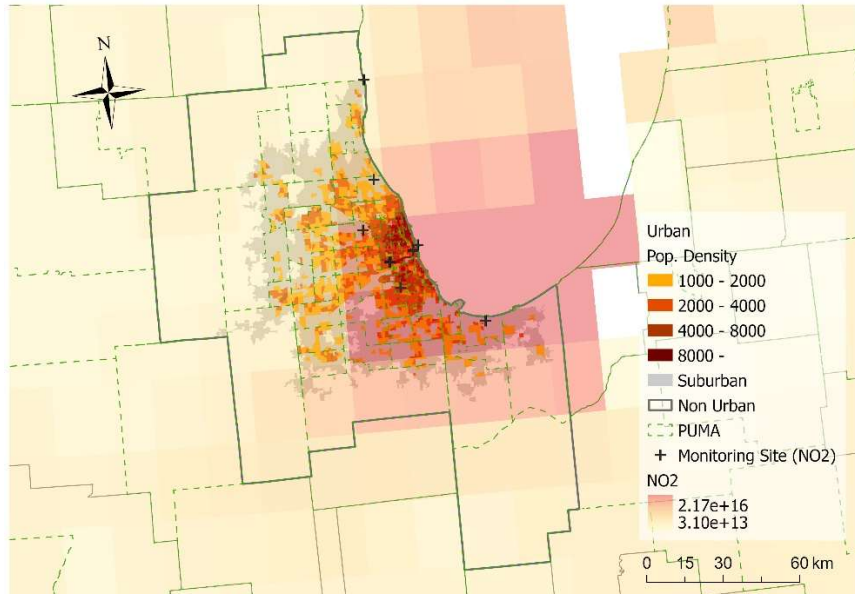 N
Urban
Pop. Density
1000 - 2000
2000 - 4000
4000 - 8000
8000 -
Suburban
Non Urban
PUMA
Monitoring Site (NO2)
NO2
2.17e+16
3.10e+13
0 15 30 60 km